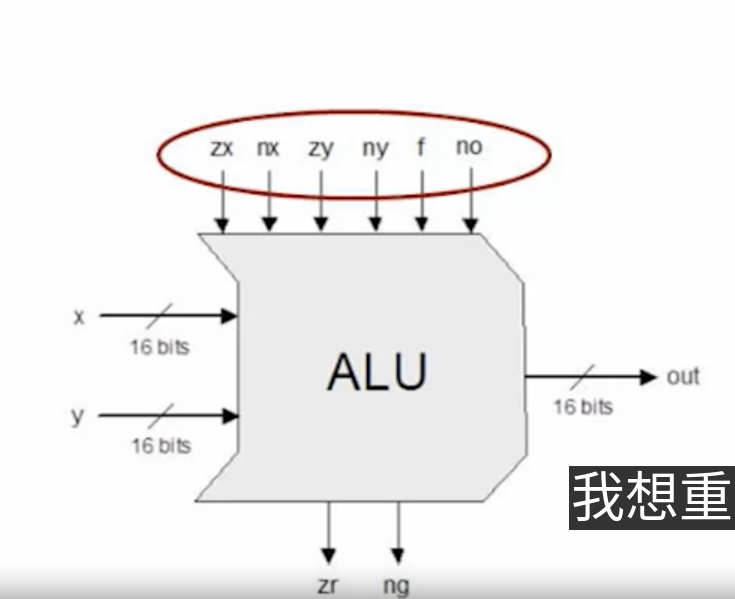 zx nx zy ny f no
x
16 bits
ALU
out
16 bits
y
16 bits
我想重
zr ng